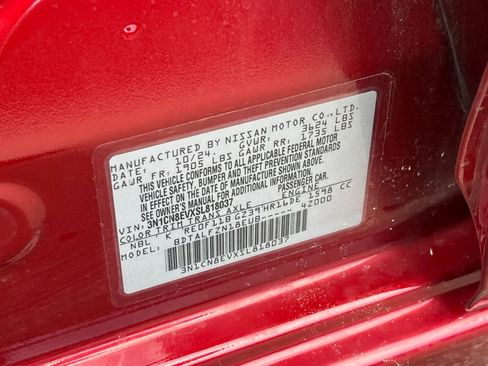 MANUFACTURED BY NISSAN MOTOR CO.,LTD.
10/24 GVWR: 3624 LBS
GAWR FR: 1905 LBS GAWR RR: 1735 LBS
THIS VEHICLE CONFORMS TO ALL APPLICABLE FEDERAL MOTOR
VEHICLE SAFETY, BUMPER AND THEFT PREVENTION STANDARDS
IN EFFECT ON THE DATE OF MANUFACTURE SHOWN ABOVE.
SEE OWNER'S MANUAL FOR ADDITIONAL INFORMATION.
VIN: 3N1CN8EVXSL818037 PASSENGER CAR
COLOR TRIM TRANS AXLE ENGINE
NBL K RE0F11B GZ39 HR16DE 1598 CC
MODEL: BDTALFZN18EUB----- 4Z000
3N1CN8EVXSL818037